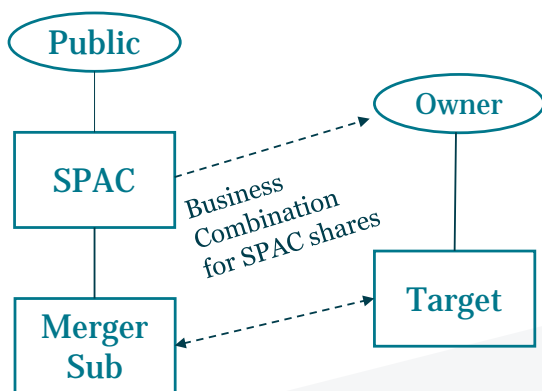 Public
Owner
SPAC
Business
Combination
for SPAC shares
Merger
Sub
Target